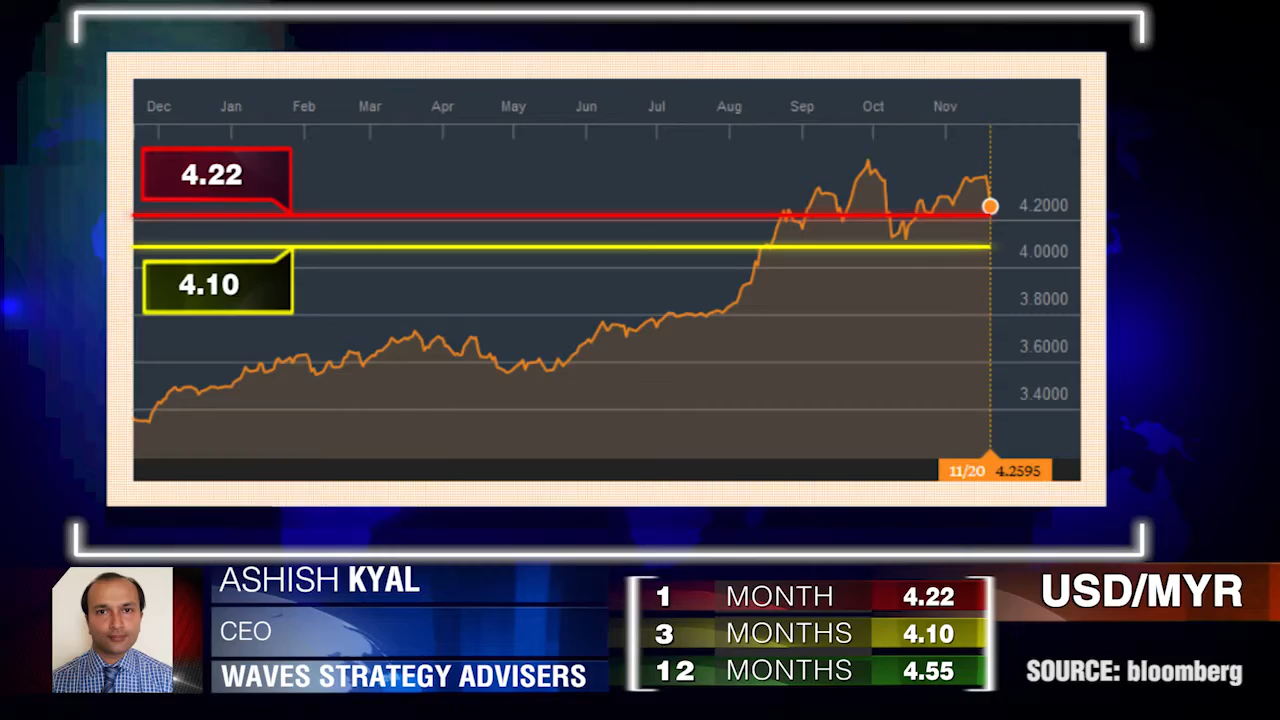 Dec Jan Feb Mar Apr May Jun Jul Aug Sep Oct Nov
4.22
4.10
4.2000
4.0000
3.8000
3.6000
3.4000
11/20 4.2595
ASHISH KYAL
CEO
WAVES STRATEGY ADVISERS
1 MONTH 4.22
3 MONTHS 4.10
12 MONTHS 4.55
USD/MYR
SOURCE: bloomberg